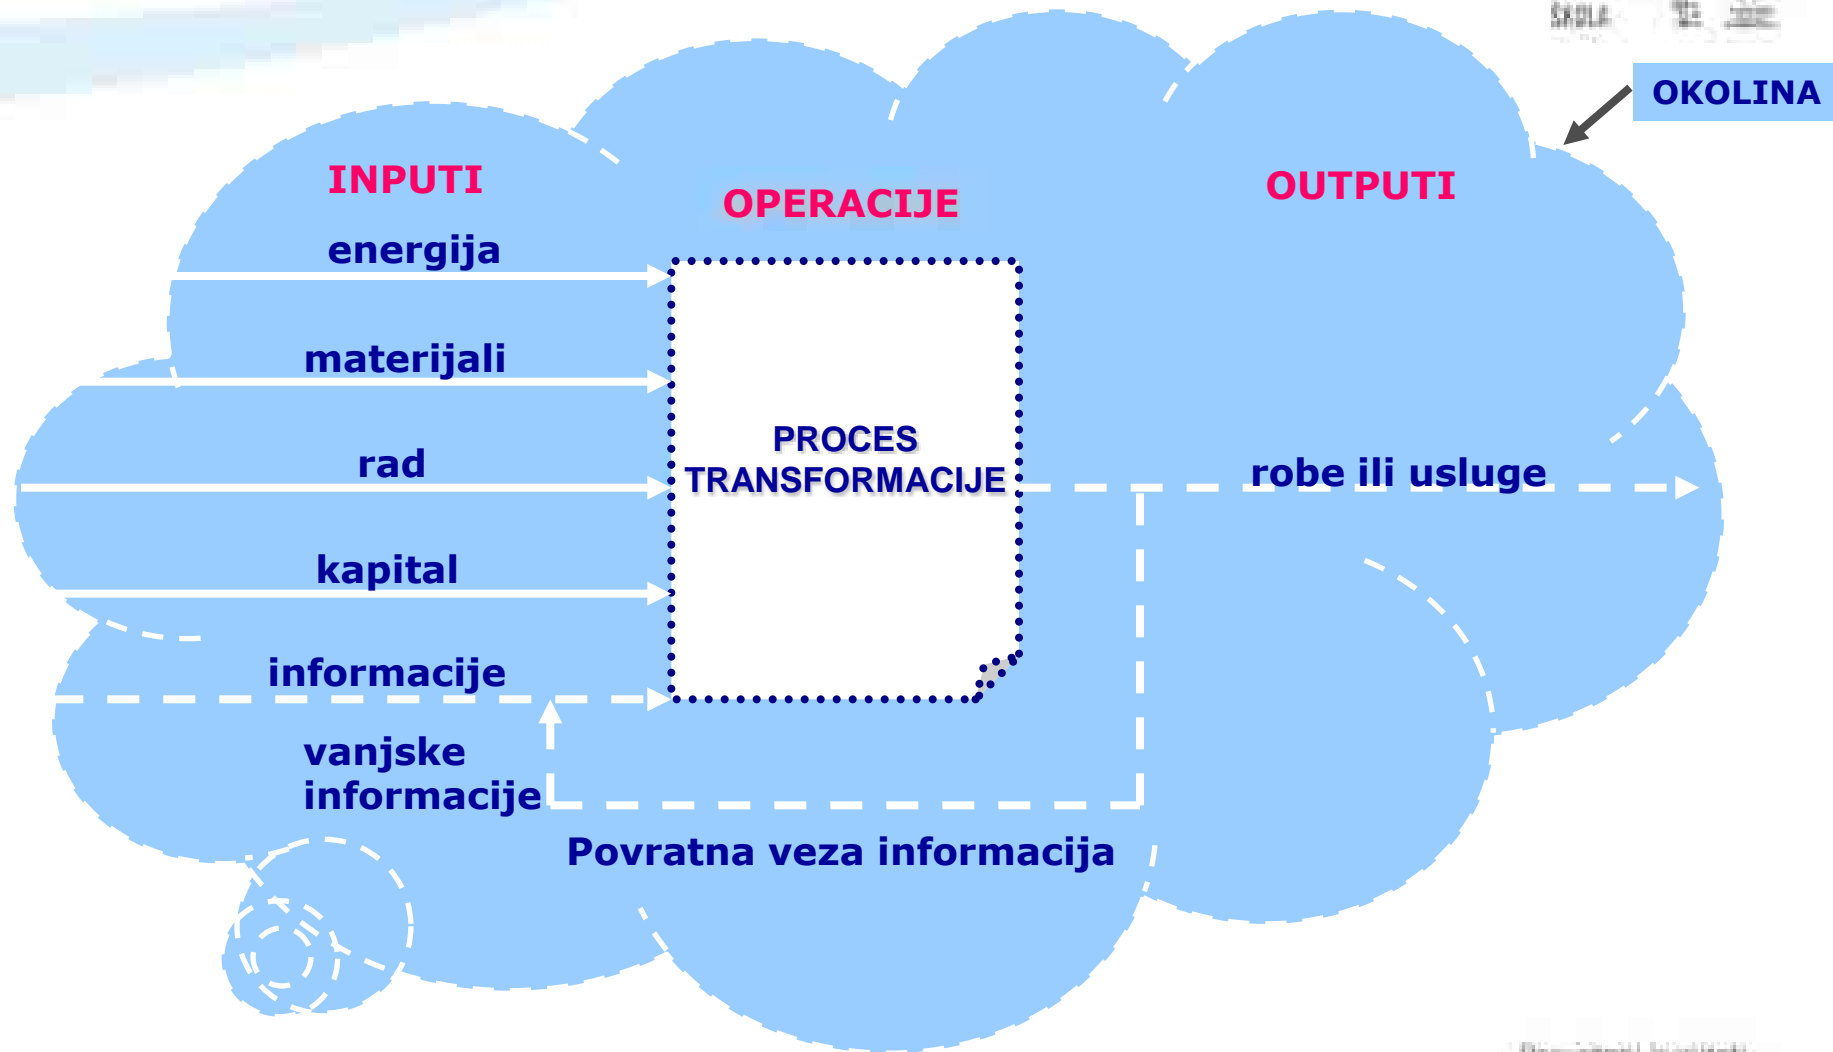 OKOLINA
INPUTI
OPERACIJE
OUTPUTI
energija
materijali
rad
kapital
informacije
vanjske
informacije
PROCES
TRANSFORMACIJE
robe ili usluge
Povratna veza informacija